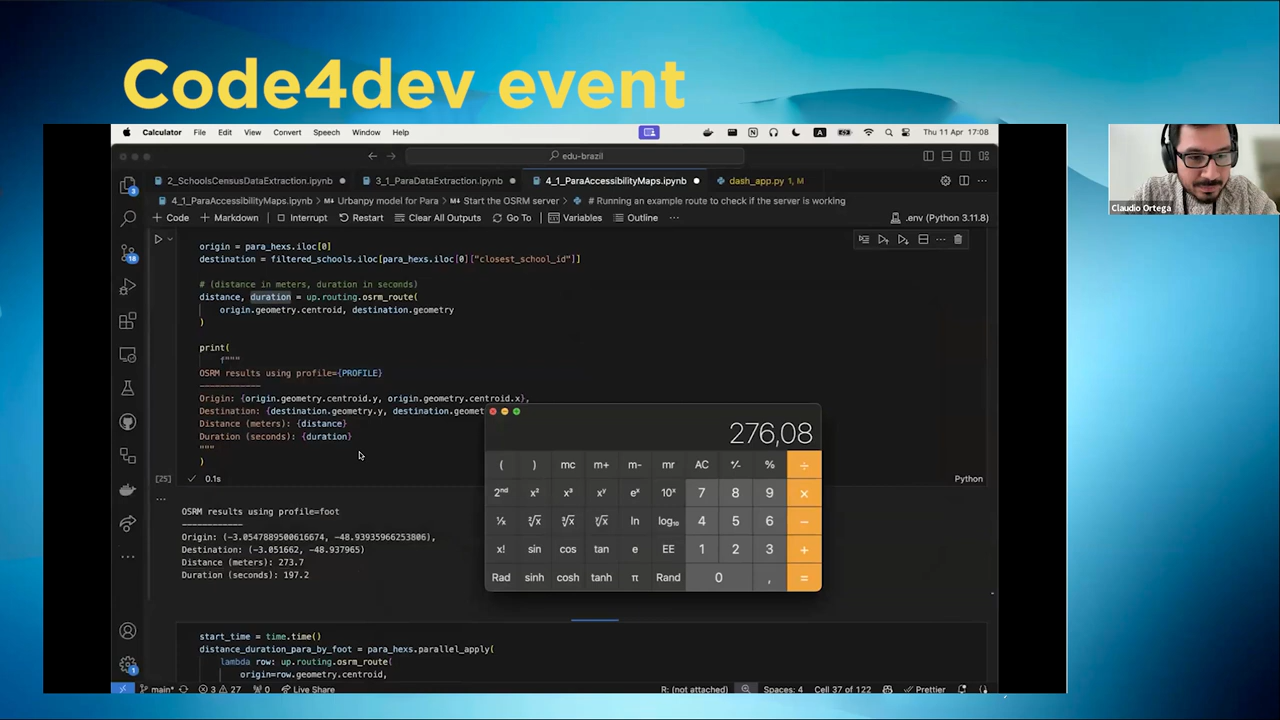 Code4dev event
Calculator File Edit View Convert Speech Window Help
A Thu 11 Apr 17:08
edu-brazil
2_SchoolsCensusDataExtraction.ipynb 3_1_ParaDataExtraction.ipynb 4_1_ParaAccessibilityMaps.ipynb dash_app.py 1, M
4_1_ParaAccessibilityMaps.ipynb > Urbanpy model for Para > Start the OSRM server > # Running an example route to check if the server is working
+ Code + Markdown Interrupt Restart Clear All Outputs Go To Variables Outline ... .env (Python 3.11.8)
origin = para_hexs.iloc[0]
destination = filtered_schools.iloc[para_hexs.iloc[0]["closest_school_id"]]
# (distance in meters, duration in seconds)
distance, duration = up.routing.osrm_route(
origin.geometry.centroid, destination.geometry
)
print(
f"""
OSRM results using profile={PROFILE}
------------
Origin: {origin.geometry.centroid.y, origin.geometry.centroid.x},
Destination: {destination.geometry.y, destination.geomet
Distance (meters): {distance}
Duration (seconds): {duration}
"""
)
[25] 0.1s Python
OSRM results using profile=foot
------------
Origin: (-3.0547889500616674, -48.93935966253806),
Destination: (-3.051662, -48.937965)
Distance (meters): 273.7
Duration (seconds): 197.2
start_time = time.time()
distance_duration_para_by_foot = para_hexs.parallel_apply(
lambda row: up.routing.osrm_route(
origin=row.geometry.centroid,
276,08
( ) mc m+ m- mr AC +/- % ÷
2nd x² x³ xʸ eˣ 10ˣ 7 8 9 ×
1/x ²√x ³√x ʸ√x ln log₁₀ 4 5 6 −
x! sin cos tan e EE 1 2 3 +
Rad sinh cosh tanh π Rand 0 , =
3
18
1
main* 3 27 0 Live Share R: (not attached) Spaces: 4 Cell 37 of 122 Prettier
Claudio Ortega